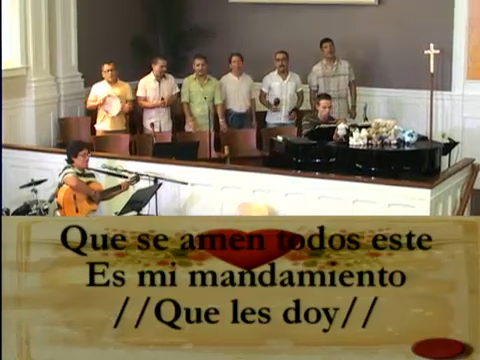 Que se amen todos este
Es mi mandamiento
//Que les doy//